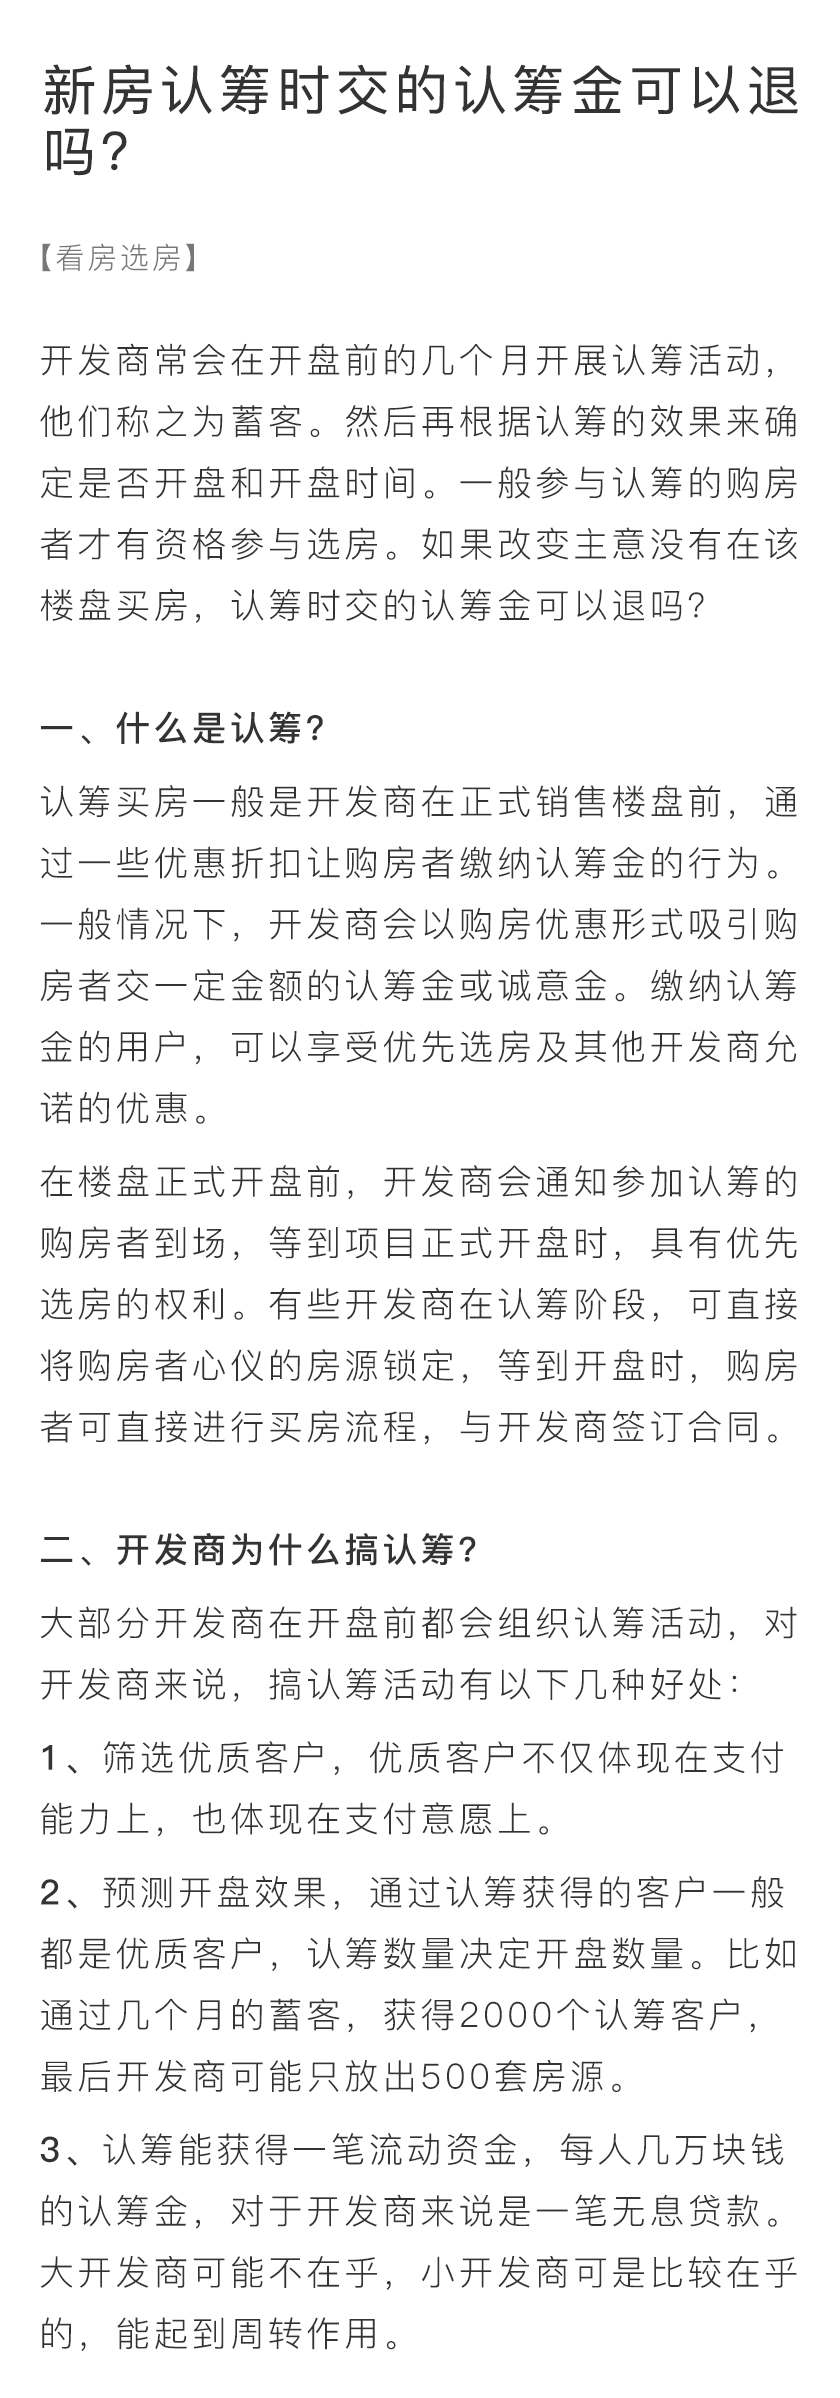 新房认筹时交的认筹金可以退
吗？
【看房选房】
开发商常会在开盘前的几个月开展认筹活动，
他们称之为蓄客。然后再根据认筹的效果来确
定是否开盘和开盘时间。一般参与认筹的购房
者才有资格参与选房。如果改变主意没有在该
楼盘买房，认筹时交的认筹金可以退吗？
一、什么是认筹？
认筹买房一般是开发商在正式销售楼盘前，通
过一些优惠折扣让购房者缴纳认筹金的行为。
一般情况下，开发商会以购房优惠形式吸引购
房者交一定金额的认筹金或诚意金。缴纳认筹
金的用户，可以享受优先选房及其他开发商允
诺的优惠。
在楼盘正式开盘前，开发商会通知参加认筹的
购房者到场，等到项目正式开盘时，具有优先
选房的权利。有些开发商在认筹阶段，可直接
将购房者心仪的房源锁定，等到开盘时，购房
者可直接进行买房流程，与开发商签订合同。
二、开发商为什么搞认筹？
大部分开发商在开盘前都会组织认筹活动，对
开发商来说，搞认筹活动有以下几种好处：
1、筛选优质客户，优质客户不仅体现在支付
能力上，也体现在支付意愿上。
2、预测开盘效果，通过认筹获得的客户一般
都是优质客户，认筹数量决定开盘数量。比如
通过几个月的蓄客，获得2000个认筹客户，
最后开发商可能只放出500套房源。
3、认筹能获得一笔流动资金，每人几万块钱
的认筹金，对于开发商来说是一笔无息贷款。
大开发商可能不在乎，小开发商可是比较在乎
的，能起到周转作用。